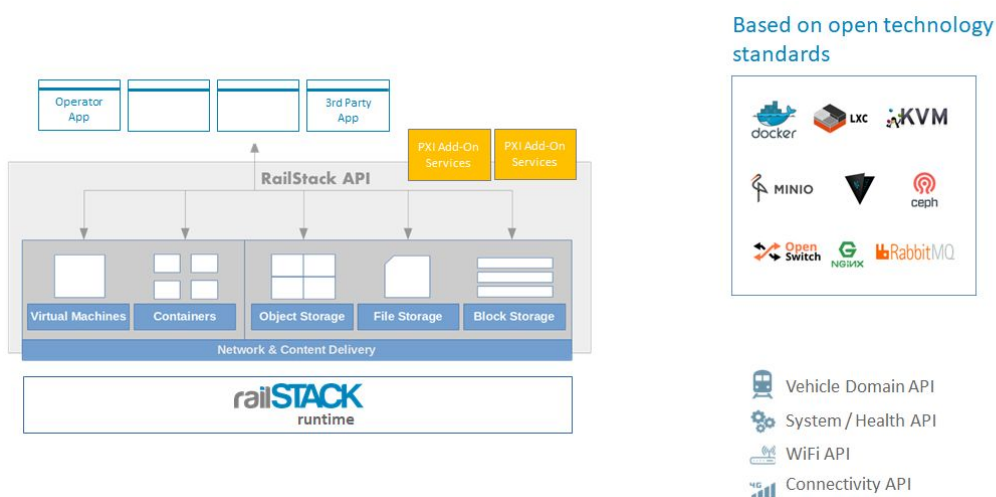 Based on open technology
standards
Operator
App
3rd Party
App
PXI Add-On
Services
PXI Add-On
Services
RailStack API
Virtual Machines
Containers
Object Storage
File Storage
Block Storage
Network & Content Delivery
railSTACK
runtime
docker
LXC
KVM
MINIO
ceph
Open
Switch
NGINX
RabbitMQ
Vehicle Domain API
System / Health API
WiFi API
4G
Connectivity API